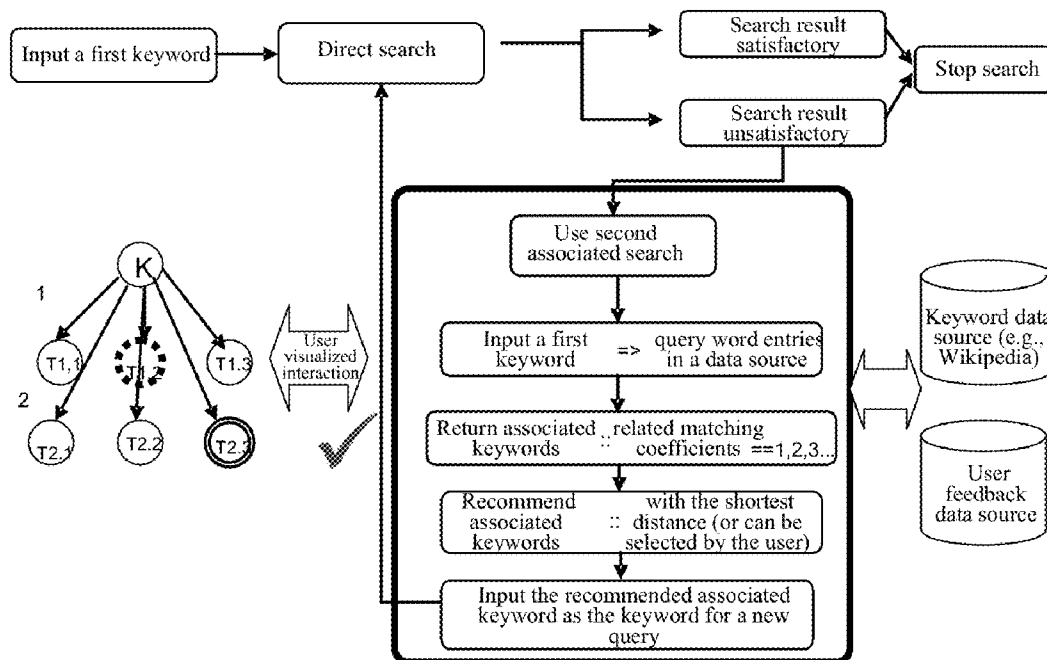 Input a first keyword
Direct search
Search result
satisfactory
Search result
unsatisfactory
Stop search
Use second
associated search
Input a first
keyword
=>
query word entries
in a data source
Return associated
keywords
::
related matching
coefficients ==1,2,3...
Recommend
associated
keywords
::
with the shortest
distance (or can be
selected by the user)
Input the recommended associated
keyword as the keyword for a new
query
K
1
T1,1
T1,2
T1,3
2
T2,1
T2.2
T2.3
User
visualized
interaction
Keyword data
source (e.g.,
Wikipedia)
User
feedback
data source